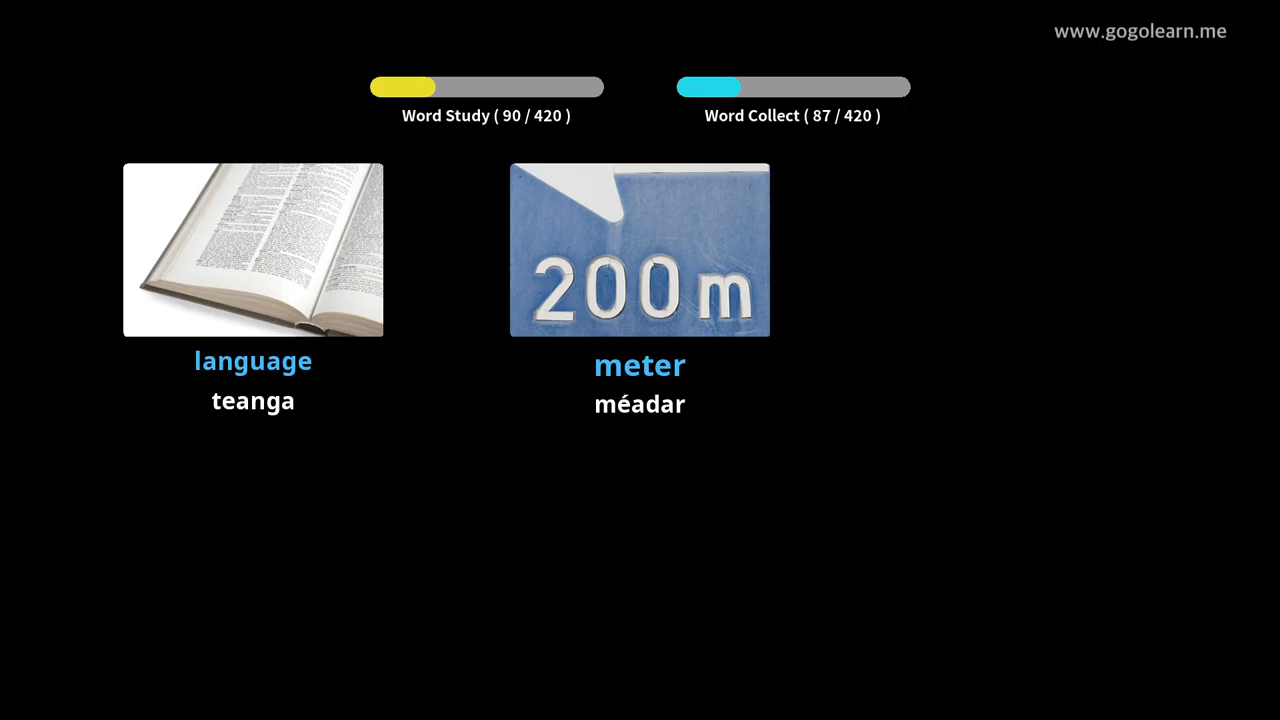 www.gogolearn.me
Word Study ( 90 / 420 )
Word Collect ( 87 / 420 )
200 m
language
teanga
meter
méadar